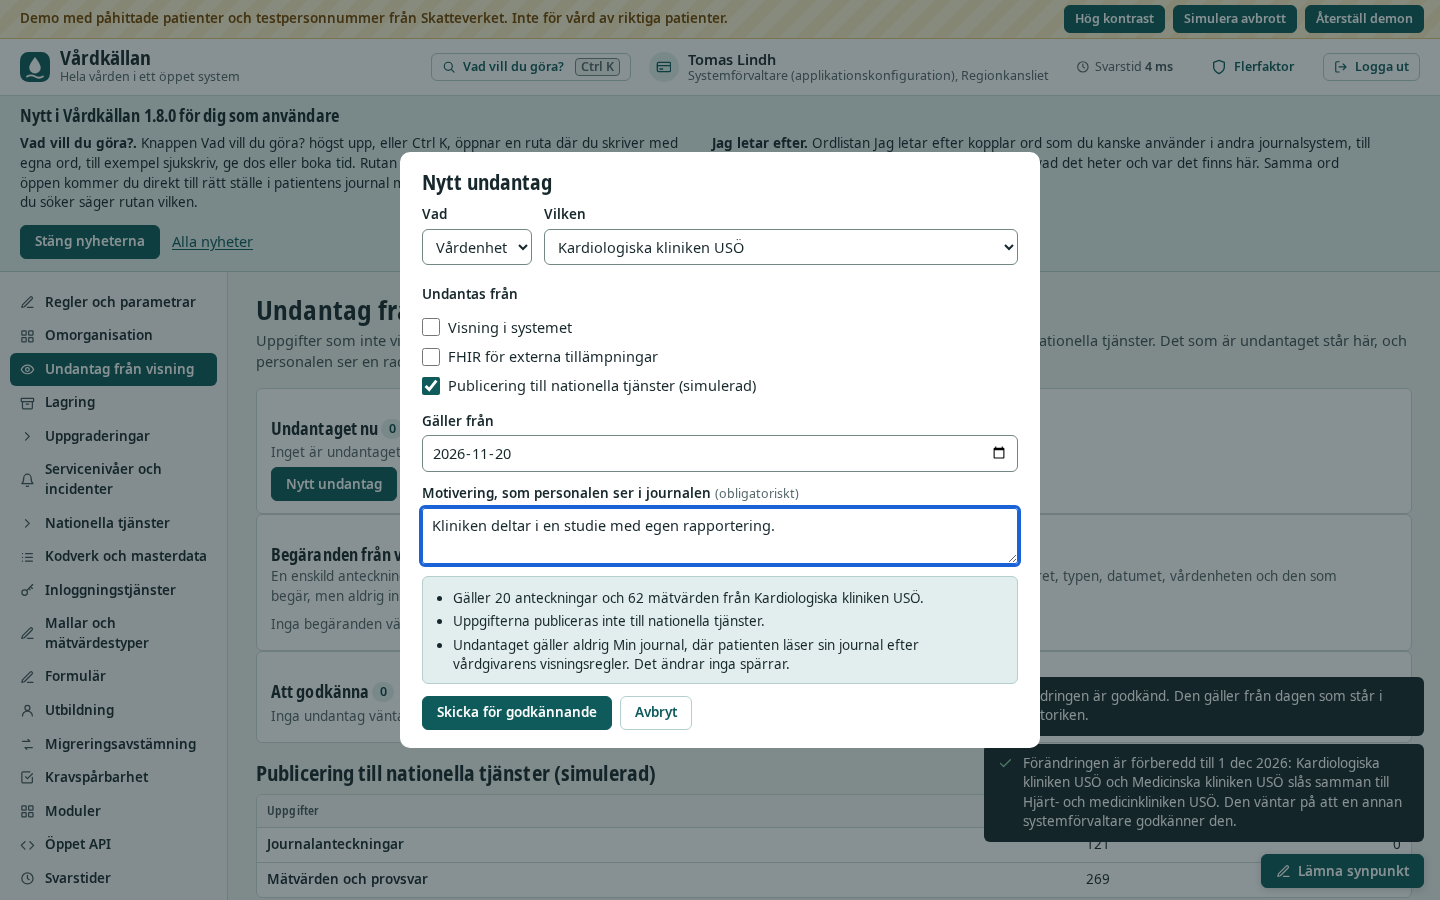 Demo med påhittade patienter och testpersonnummer från Skatteverket. Inte för vård av riktiga patienter.
Hög kontrast
Simulera avbrott
Återställ demon
Vårdkällan
Hela vården i ett öppet system
Vad vill du göra? Ctrl K
Tomas Lindh
Systemförvaltare (applikationskonfiguration), Regionkansliet
Svarstid 4 ms
Flerfaktor
Logga ut
Nytt i Vårdkällan 1.8.0 för dig som användare
Vad vill du göra?. Knappen Vad vill du göra? högst upp, eller Ctrl K, öppnar en ruta där du skriver med
egna ord, till exempel sjukskriv, ge dos eller boka tid. Rutan
öppen kommer du direkt till rätt ställe i patientens journal
du söker säger rutan vilken.
Jag letar efter. Ordlistan Jag letar efter kopplar ord som du kanske använder i andra journalsystem, till
vad det heter och var det finns här. Samma ord
Stäng nyheterna
Alla nyheter
Regler och parametrar
Omorganisation
Undantag från visning
Lagring
Uppgraderingar
Servicenivåer och
incidenter
Nationella tjänster
Kodverk och masterdata
Inloggningstjänster
Mallar och
mätvärdestyper
Formulär
Utbildning
Migreringsavstämning
Kravspårbarhet
Moduler
Öppet API
Svarstider
Undantag
Uppgifter som inte
ationella tjänster. Det som är undantaget står här, och
personalen ser en
Undantaget nu 0
Inget är undantaget
Nytt undantag
Begäranden från
En enskild
ret, typen, datumet, vårdenheten och den som
begär, men aldrig
Inga begäranden
Att godkänna 0
Inga undantag
Publicering till nationella tjänster (simulerad)
Uppgifter
Journalanteckningar 121 0
Mätvärden och provsvar 269
Nytt undantag
Vad
Vilken
Vårdenhet
Kardiologiska kliniken USÖ
Undantas från
Visning i systemet
FHIR för externa tillämpningar
Publicering till nationella tjänster (simulerad)
Gäller från
2026-11-20
Motivering, som personalen ser i journalen (obligatoriskt)
Kliniken deltar i en studie med egen rapportering.
Gäller 20 anteckningar och 62 mätvärden från Kardiologiska kliniken USÖ.
Uppgifterna publiceras inte till nationella tjänster.
Undantaget gäller aldrig Min journal, där patienten läser sin journal efter
vårdgivarens visningsregler. Det ändrar inga spärrar.
Skicka för godkännande
Avbryt
dringen är godkänd. Den gäller från dagen som står i
toriken.
Förändringen är förberedd till 1 dec 2026: Kardiologiska
kliniken USÖ och Medicinska kliniken USÖ slås samman till
Hjärt- och medicinkliniken USÖ. Den väntar på att en annan
systemförvaltare godkänner den.
Lämna synpunkt